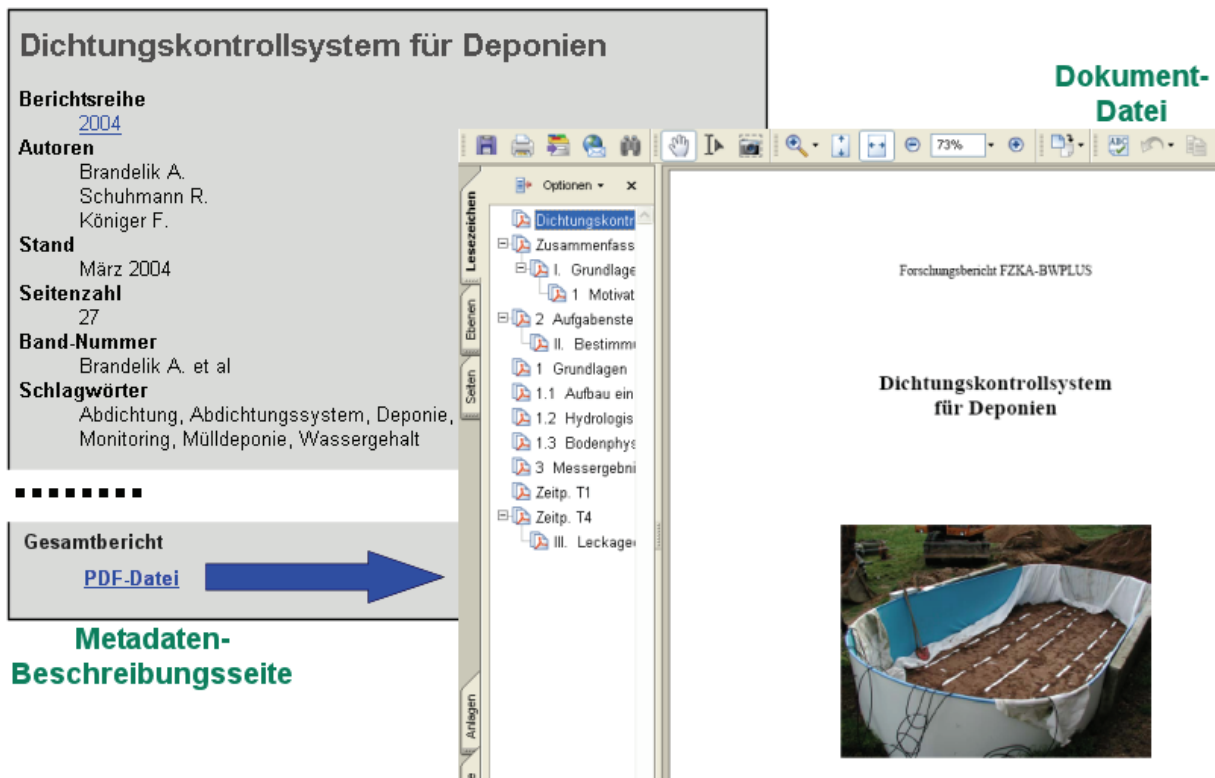 Dichtungskontrollsystem für Deponien
Berichtsreihe
2004
Autoren
Brandelik A.
Schuhmann R.
Königer F.
Stand
März 2004
Seitenzahl
27
Band-Nummer
Brandelik A. et al
Schlagwörter
Abdichtung, Abdichtungssystem, Deponie,
Monitoring, Mülldeponie, Wassergehalt
Gesamtbericht
PDF-Datei
Metadaten-
Beschreibungsseite
Dokument-
Datei
73%
ABC
Optionen
x
Lesezeichen
Ebenen
Seiten
Anlagen
Dichtungskontr
Zusammenfass
I. Grundlage
1 Motivat
2 Aufgabenste
II. Bestimmu
1 Grundlagen
1.1 Aufbau ein
1.2 Hydrologis
1.3 Bodenphys
3 Messergebni
Zeitp. T1
Zeitp. T4
III. Leckage
Forschungsbericht FZKA-BWPLUS
Dichtungskontrollsystem
für Deponien